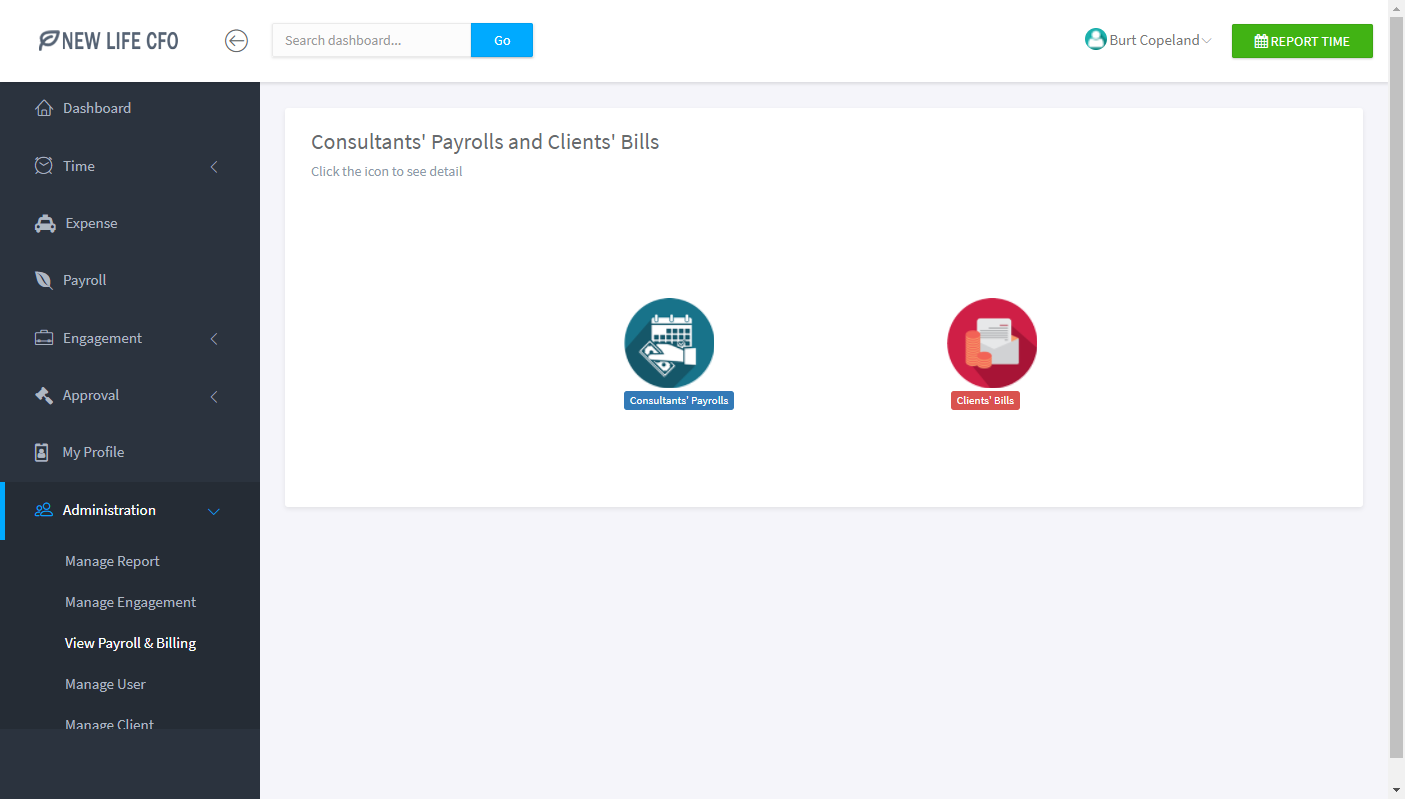 NEW LIFE CFO
Search dashboard...
Go
Burt Copeland
REPORT TIME
Dashboard
Time
Expense
Payroll
Engagement
Approval
My Profile
Administration
Manage Report
Manage Engagement
View Payroll & Billing
Manage User
Manage Client
Consultants' Payrolls and Clients' Bills
Click the icon to see detail
Consultants' Payrolls
Clients' Bills